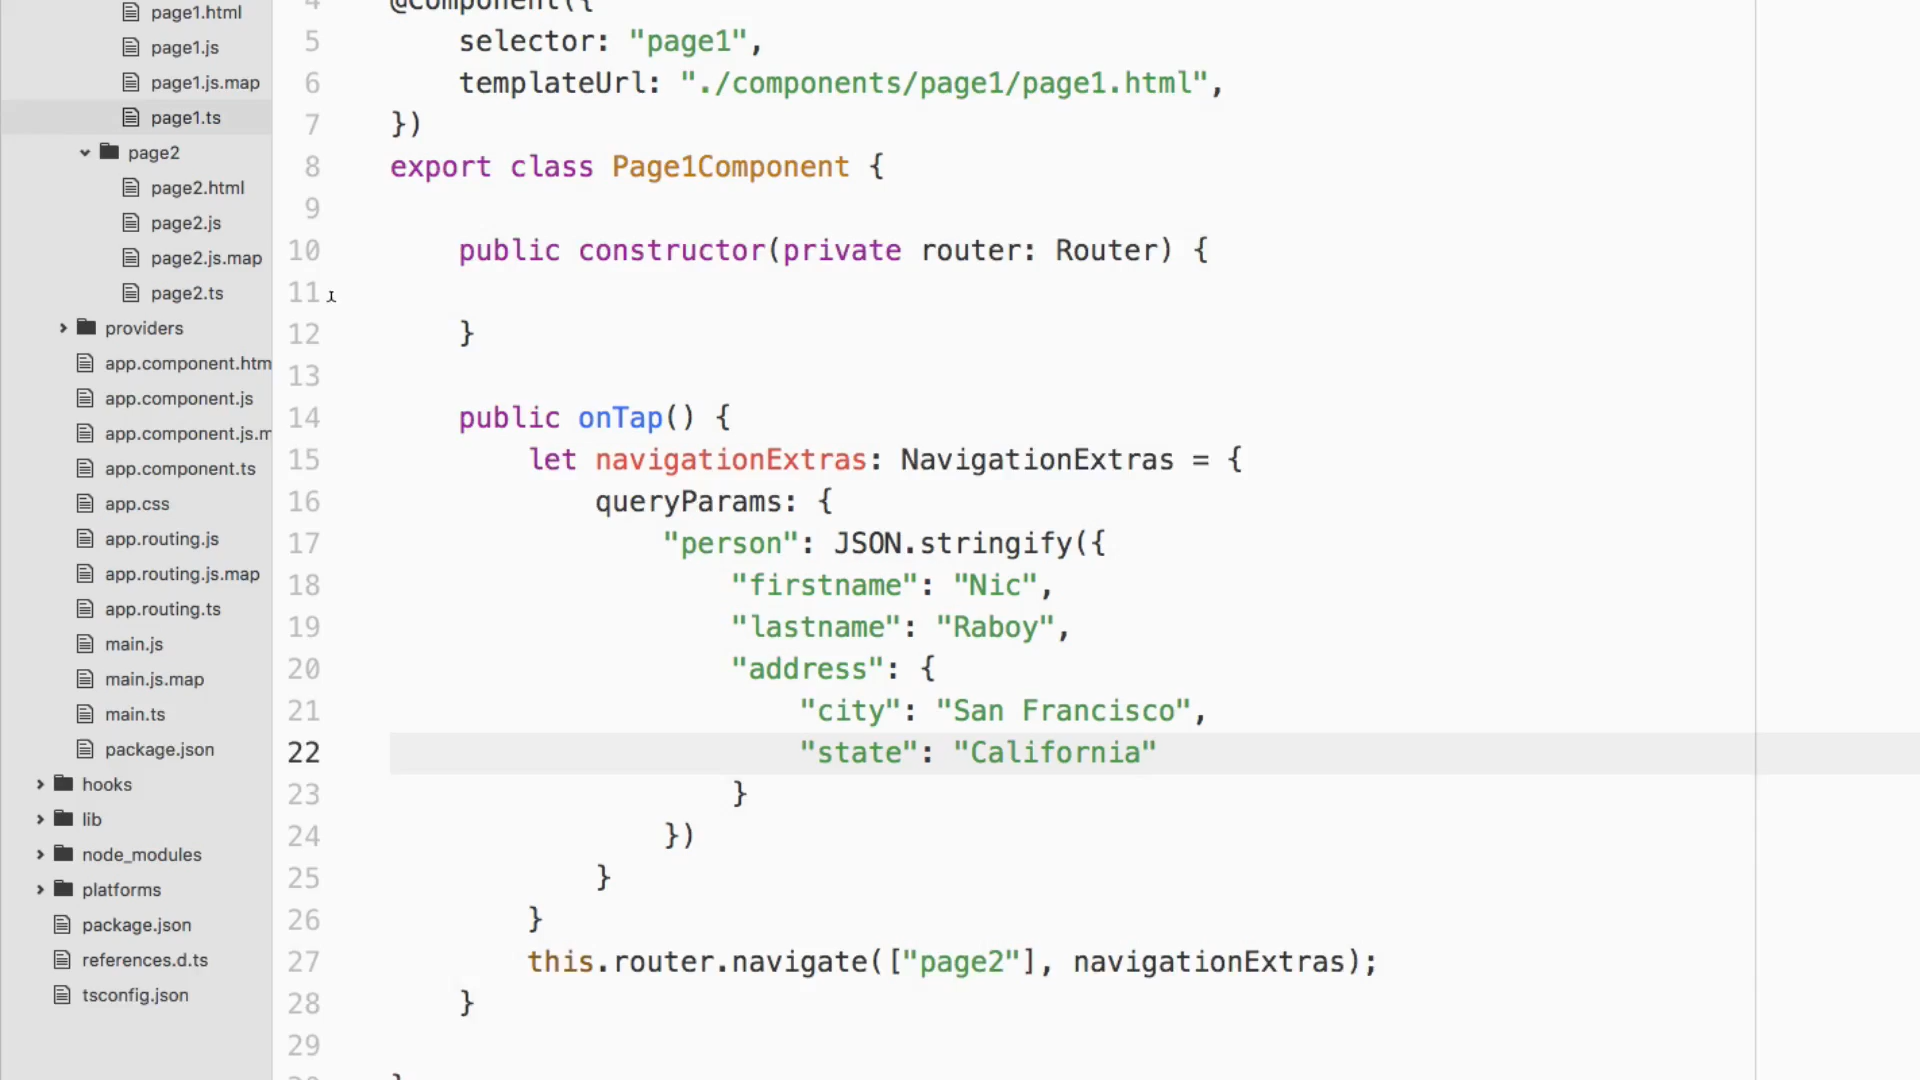 page1.html
page1.js
page1.js.map
page1.ts
page2
page2.html
page2.js
page2.js.map
page2.ts
providers
app.component.htm
app.component.js
app.component.js.m
app.component.ts
app.css
app.routing.js
app.routing.js.map
app.routing.ts
main.js
main.js.map
main.ts
package.json
hooks
lib
node_modules
platforms
package.json
references.d.ts
tsconfig.json
4 @Component({
5 selector: "page1",
6 templateUrl: "./components/page1/page1.html",
7 })
8 export class Page1Component {
9
10 public constructor(private router: Router) {
11
12 }
13
14 public onTap() {
15 let navigationExtras: NavigationExtras = {
16 queryParams: {
17 "person": JSON.stringify({
18 "firstname": "Nic",
19 "lastname": "Raboy",
20 "address": {
21 "city": "San Francisco",
22 "state": "California"
23 }
24 })
25 }
26 }
27 this.router.navigate(["page2"], navigationExtras);
28 }
29
30 }